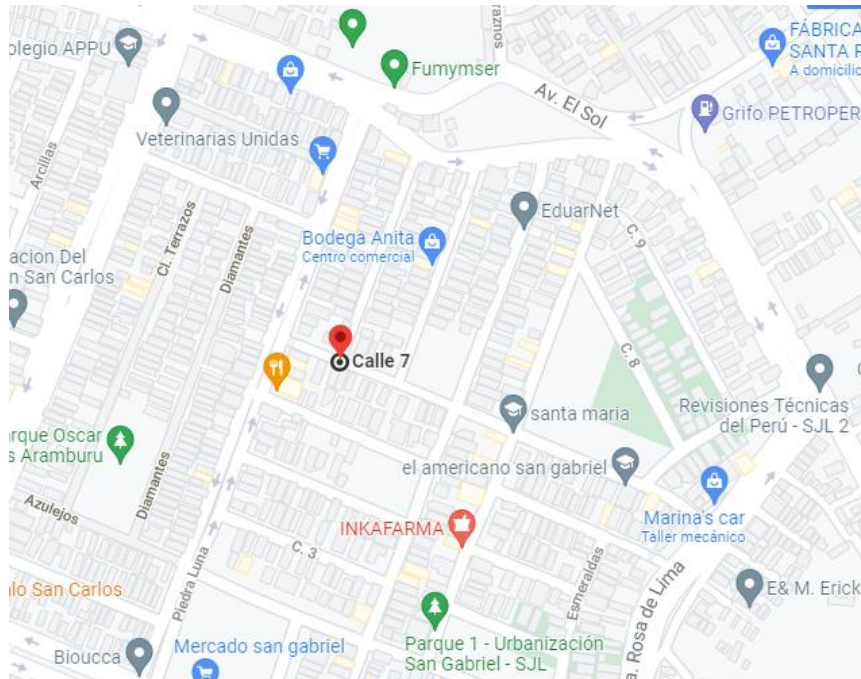 olegio APPU
Fumymser
raznos
FÁBRICA
SANTA R
A domicilio
Av. El Sol
Grifo PETROPER
Veterinarias Unidas
Arcillas
Cl. Terrazos
Diamantes
EduarNet
Bodega Anita
Centro comercial
C. 9
acion Del
n San Carlos
Calle 7
C. 8
santa maria
Revisiones Técnicas
del Perú - SJL 2
arque Oscar
s Aramburu
el americano san gabriel
Diamantes
Azulejos
INKAFARMA
Marina's car
Taller mecánico
C. 3
lo San Carlos
Piedra Luna
Esmeraldas
a. Rosa de Lima
E& M. Erick
Parque 1 - Urbanización
San Gabriel - SJL
Mercado san gabriel
Bioucca